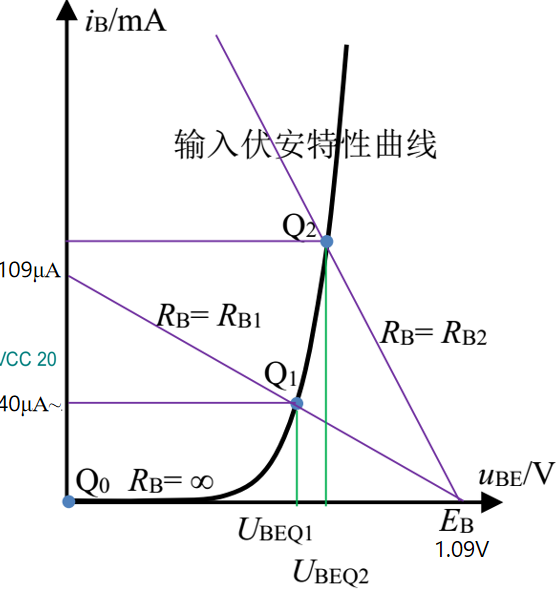 iB/mA
输入伏安特性曲线
Q2
109μA
RB= RB1
RB= RB2
VCC 20
Q1
40μA~
Q0 RB= ∞
uBE/V
UBEQ1
EB
1.09V
UBEQ2